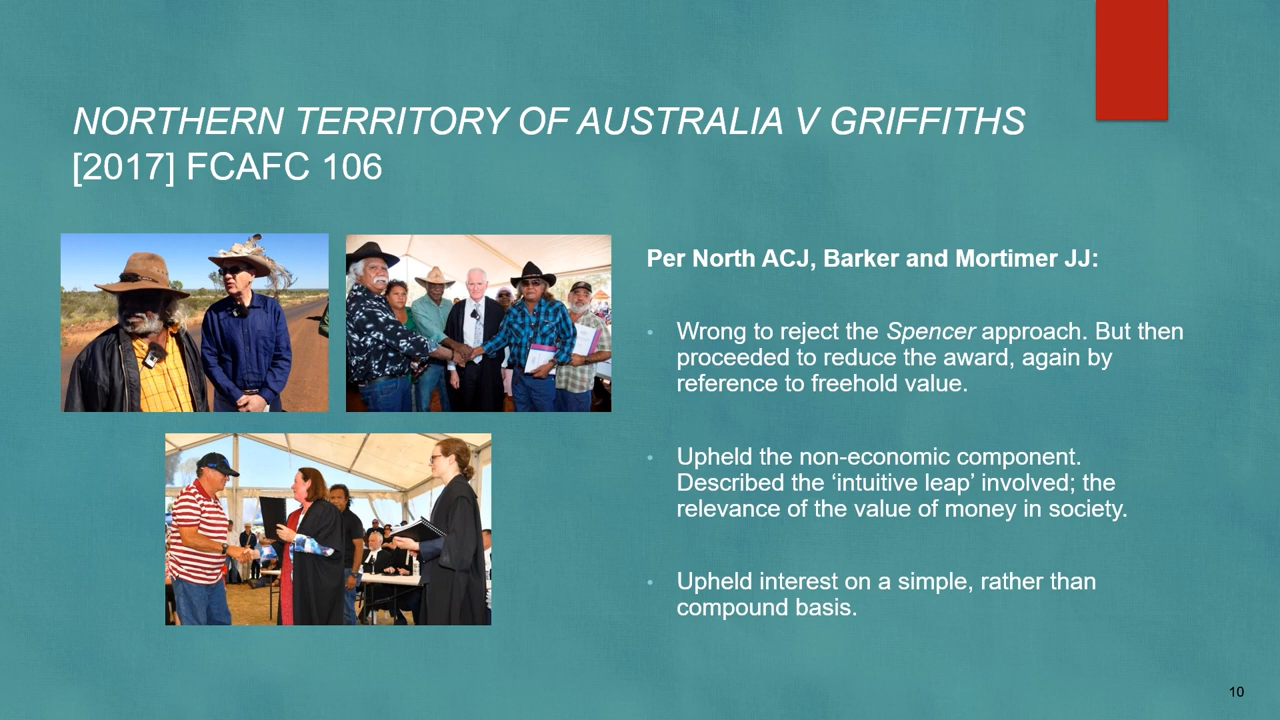 NORTHERN TERRITORY OF AUSTRALIA V GRIFFITHS
[2017] FCAFC 106
Per North ACJ, Barker and Mortimer JJ:
• Wrong to reject the Spencer approach. But then
proceeded to reduce the award, again by
reference to freehold value.
• Upheld the non-economic component.
Described the ‘intuitive leap’ involved; the
relevance of the value of money in society.
• Upheld interest on a simple, rather than
compound basis.
10